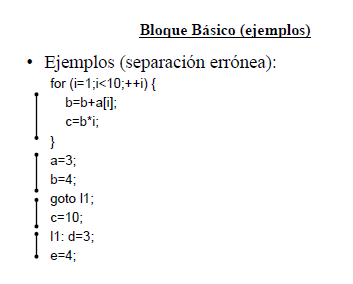 Bloque Básico (ejemplos)
• Ejemplos (separación errónea):
for (i=1;i<10;++i) {
b=b+a[i];
c=b*i;
}
a=3;
b=4;
goto l1;
c=10;
l1: d=3;
e=4;